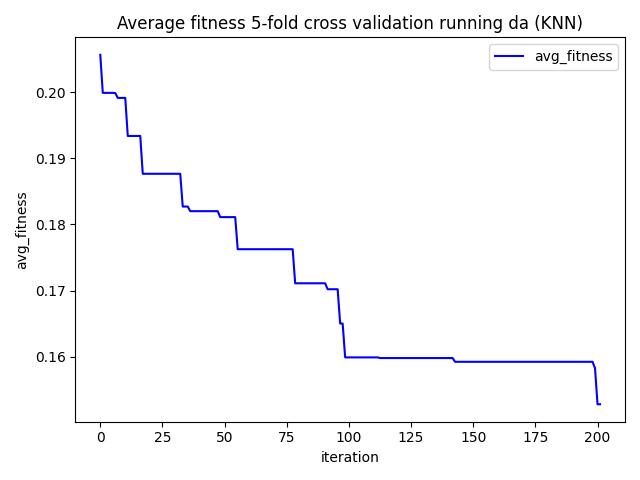 Average fitness 5-fold cross validation running da (KNN)
avg_fitness
avg_fitness
0.20
0.19
0.18
0.17
0.16
0 25 50 75 100 125 150 175 200
iteration